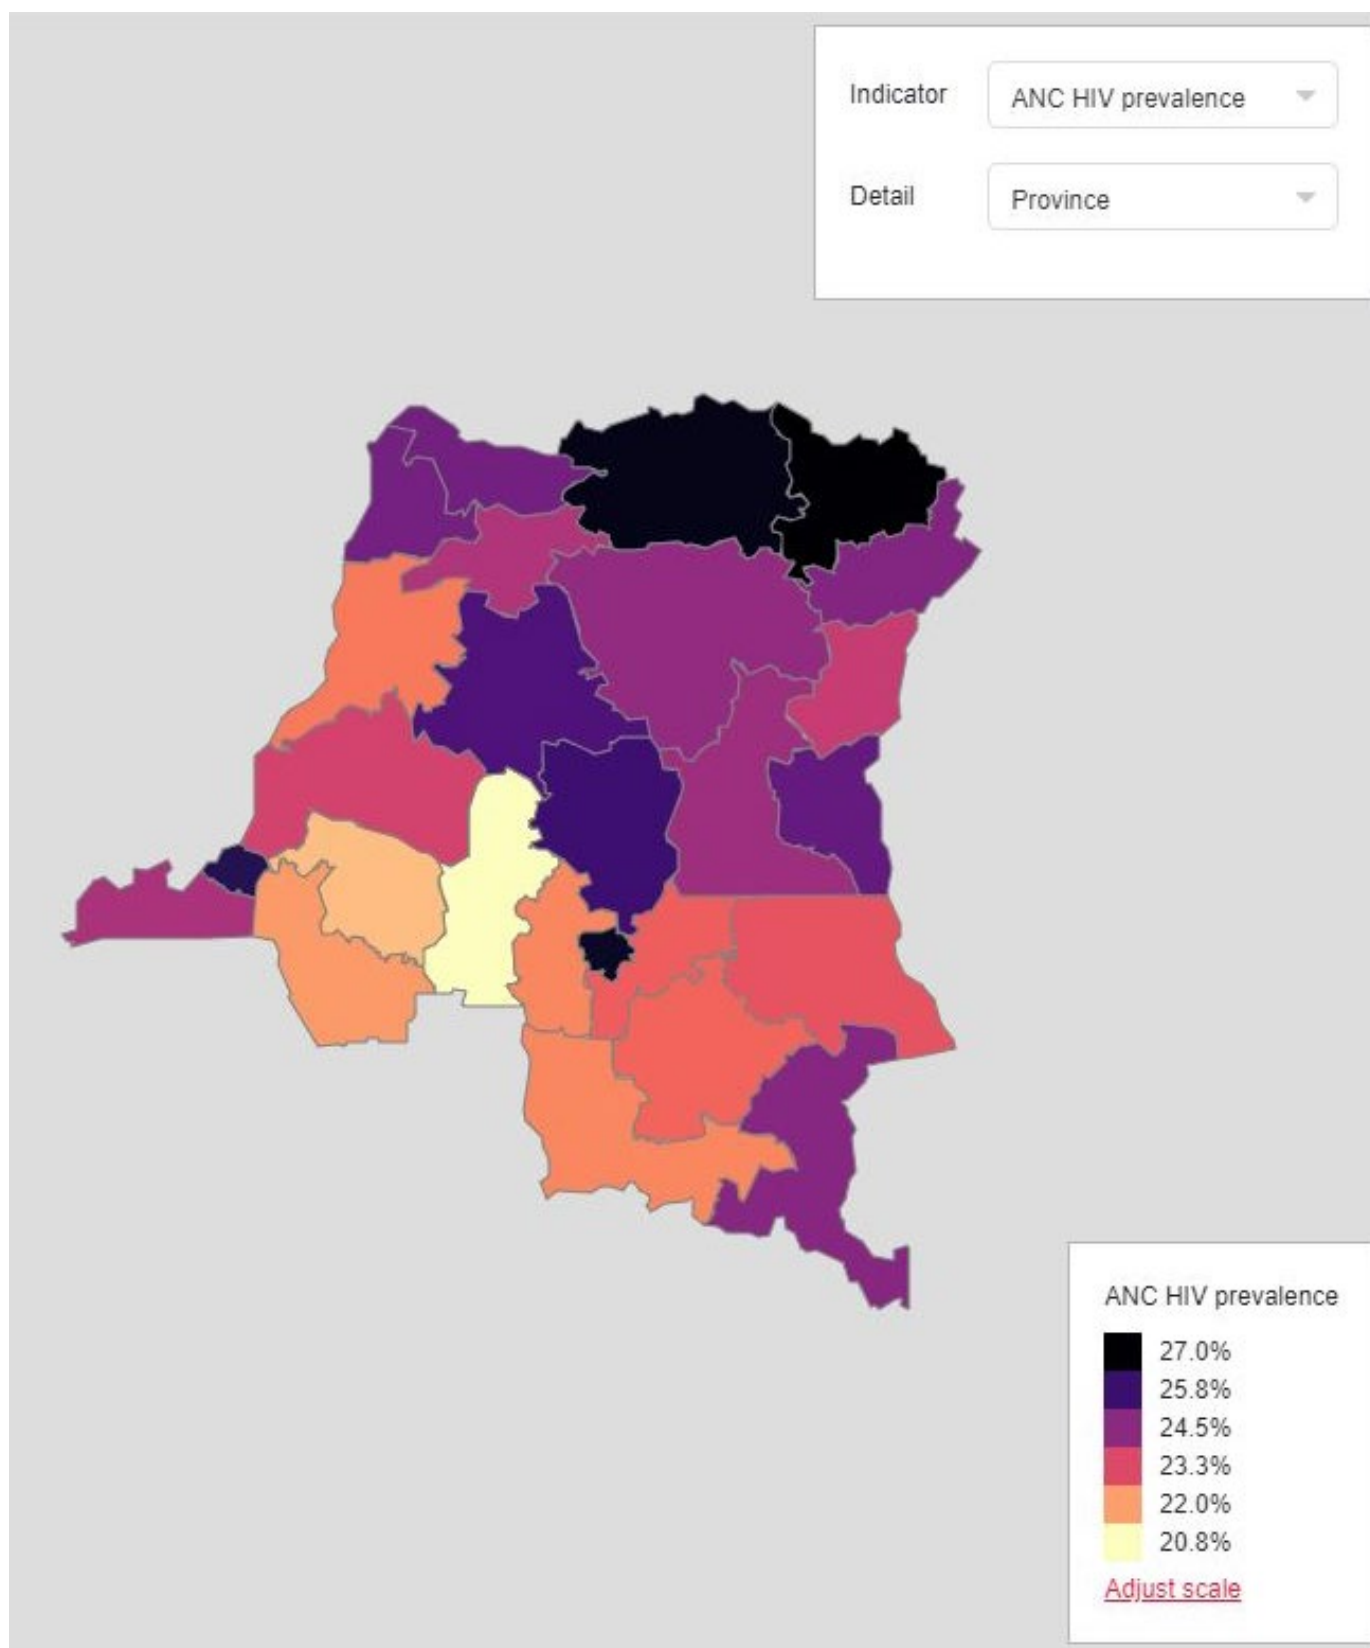 Indicator ANC HIV prevalence
Detail Province
ANC HIV prevalence
27.0%
25.8%
24.5%
23.3%
22.0%
20.8%
Adjust scale